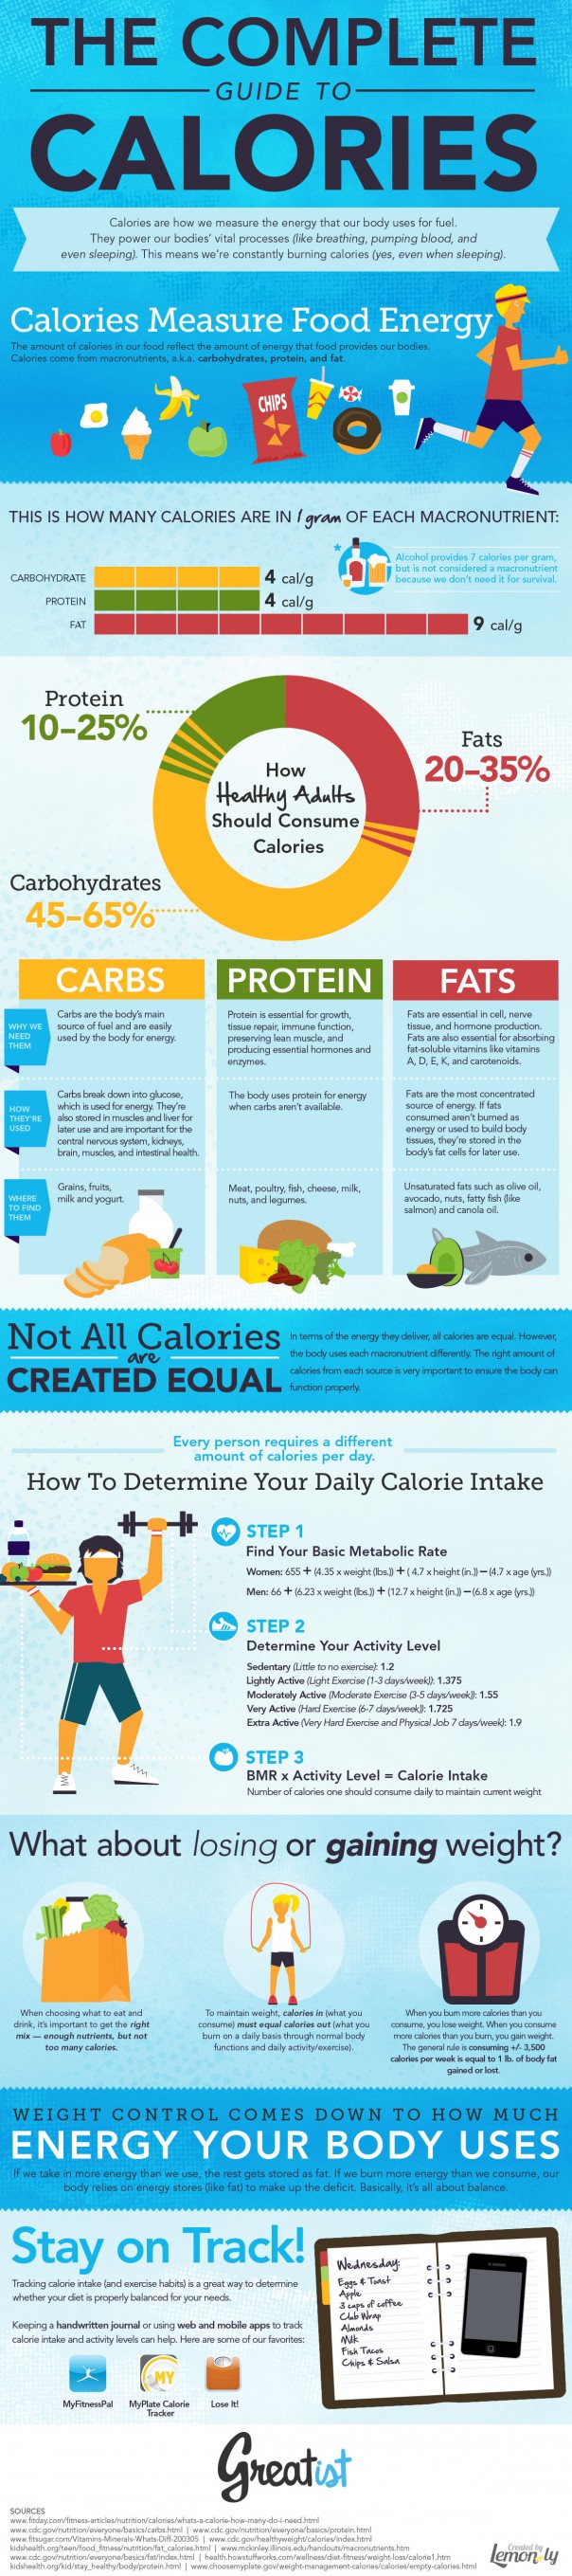 THE COMPLETE
GUIDE TO
CALORIES
Calories are how we measure the energy that our body uses for fuel.
They power our bodies' vital processes (like breathing, pumping blood, and
even sleeping). This means we're constantly burning calories (yes, even when sleeping).
Calories Measure Food Energy
The amount of calories in our food reflect the amount of energy that food provides our bodies.
Calories come from macronutrients, a.k.a. carbohydrates, protein, and fat.
CHIPS
THIS IS HOW MANY CALORIES ARE IN 1 gram OF EACH MACRONUTRIENT:
*
Alcohol provides 7 calories per gram,
but is not considered a macronutrient
because we don't need it for survival.
CARBOHYDRATE
4 cal/g
PROTEIN
4 cal/g
FAT
9 cal/g
Protein
10-25%
Fats
20-35%
How
Healthy Adults
Should Consume
Calories
Carbohydrates
45-65%
CARBS
PROTEIN
FATS
WHY WE
NEED
THEM
Carbs are the body's main
source of fuel and are easily
used by the body for energy.
Protein is essential for growth,
tissue repair, immune function,
preserving lean muscle, and
producing essential hormones and
enzymes.
Fats are essential in cell, nerve
tissue, and hormone production.
Fats are also essential for absorbing
fat-soluble vitamins like vitamins
A, D, E, K, and carotenoids.
HOW
THEY'RE
USED
Carbs break down into glucose,
which is used for energy. They're
also stored in muscles and liver for
later use and are important for the
central nervous system, kidneys,
brain, muscles, and intestinal health.
The body uses protein for energy
when carbs aren't available.
Fats are the most concentrated
source of energy. If fats
consumed aren't burned as
energy or used to build body
tissues, they're stored in the
body's fat cells for later use.
WHERE
TO FIND
THEM
Grains, fruits,
milk and yogurt.
Meat, poultry, fish, cheese, milk,
nuts, and legumes.
Unsaturated fats such as olive oil,
avocado, nuts, fatty fish (like
salmon) and canola oil.
Not All Calories
are
CREATED EQUAL
In terms of the energy they deliver, all calories are equal. However,
the body uses each macronutrient differently. The right amount of
calories from each source is very important to ensure the body can
function properly.
Every person requires a different
amount of calories per day.
How To Determine Your Daily Calorie Intake
STEP 1
Find Your Basic Metabolic Rate
Women: 655 + (4.35 x weight (lbs.)) + ( 4.7 x height (in.)) – (4.7 x age (yrs.))
Men: 66 + (6.23 x weight (lbs.)) + (12.7 x height (in.)) – (6.8 x age (yrs.))
STEP 2
Determine Your Activity Level
Sedentary (Little to no exercise): 1.2
Lightly Active (Light Exercise (1-3 days/week)): 1.375
Moderately Active (Moderate Exercise (3-5 days/week)): 1.55
Very Active (Hard Exercise (6-7 days/week)): 1.725
Extra Active (Very Hard Exercise and Physical Job 7 days/week): 1.9
STEP 3
BMR x Activity Level = Calorie Intake
Number of calories one should consume daily to maintain current weight
What about losing or gaining weight?
When choosing what to eat and
drink, it's important to get the right
mix — enough nutrients, but not
too many calories.
To maintain weight, calories in (what you
consume) must equal calories out (what you
burn on a daily basis through normal body
functions and daily activity/exercise).
When you burn more calories than you
consume, you lose weight. When you consume
more calories than you burn, you gain weight.
The general rule is consuming +/- 3,500
calories per week is equal to 1 lb. of body fat
gained or lost.
WEIGHT CONTROL COMES DOWN TO HOW MUCH
ENERGY YOUR BODY USES
If we take in more energy than we use, the rest gets stored as fat. If we burn more energy than we consume, our
body relies on energy stores (like fat) to make up the deficit. Basically, it's all about balance.
Stay on Track!
Tracking calorie intake (and exercise habits) is a great way to determine
whether your diet is properly balanced for your needs.
Keeping a handwritten journal or using web and mobile apps to track
calorie intake and activity levels can help. Here are some of our favorites:
MY
MyFitnessPal
MyPlate Calorie
Tracker
Lose It!
Wednesday:
Eggs & Toast
Apple
3 cups of coffee
Club Wrap
Almonds
Milk
Fish Tacos
Chips & Salsa
Greatist
SOURCES
www.fitday.com/fitness-articles/nutrition/calories/whats-a-calorie-how-many-do-i-need.html
www.cdc.gov/nutrition/everyone/basics/carbs.html | www.cdc.gov/nutrition/everyone/basics/protein.html
www.fitsugar.com/Vitamins-Minerals-Whats-Diff-200305 | www.cdc.gov/healthyweight/calories/index.html
kidshealth.org/teen/food_fitness/nutrition/fat_calories.html | www.mckinley.illinois.edu/handouts/macronutrients.htm
www.cdc.gov/nutrition/everyone/basics/fat/index.html | health.howstuffworks.com/wellness/diet-fitness/weight-loss/calorie1.htm
kidshealth.org/kid/stay_healthy/body/protein.html | www.choosemyplate.gov/weight-management-calories/calories/empty-calories.html
Created by
Lemon.ly